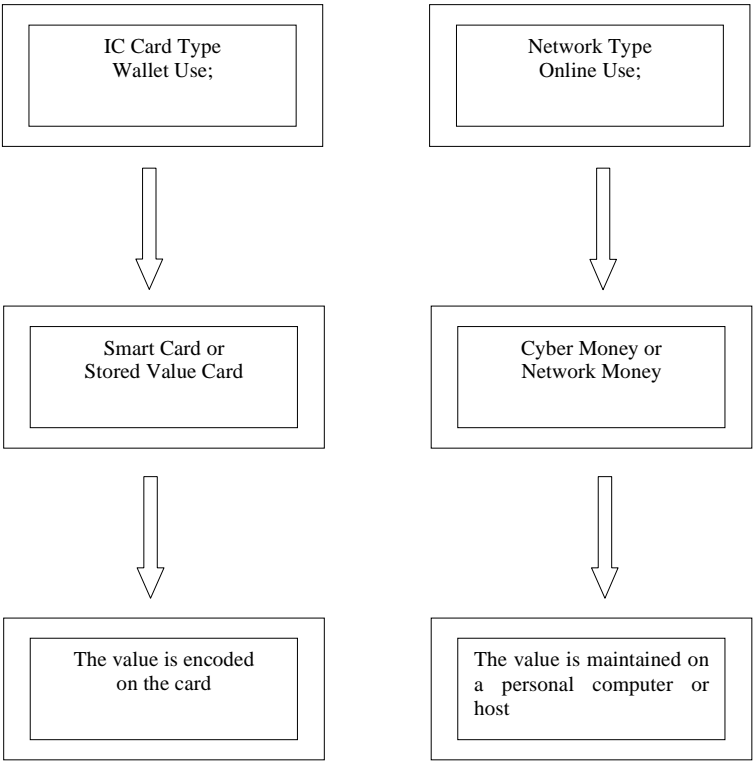 IC Card Type
Wallet Use;
Network Type
Online Use;
Smart Card or
Stored Value Card
Cyber Money or
Network Money
The value is encoded
on the card
The value is maintained on
a personal computer or
host